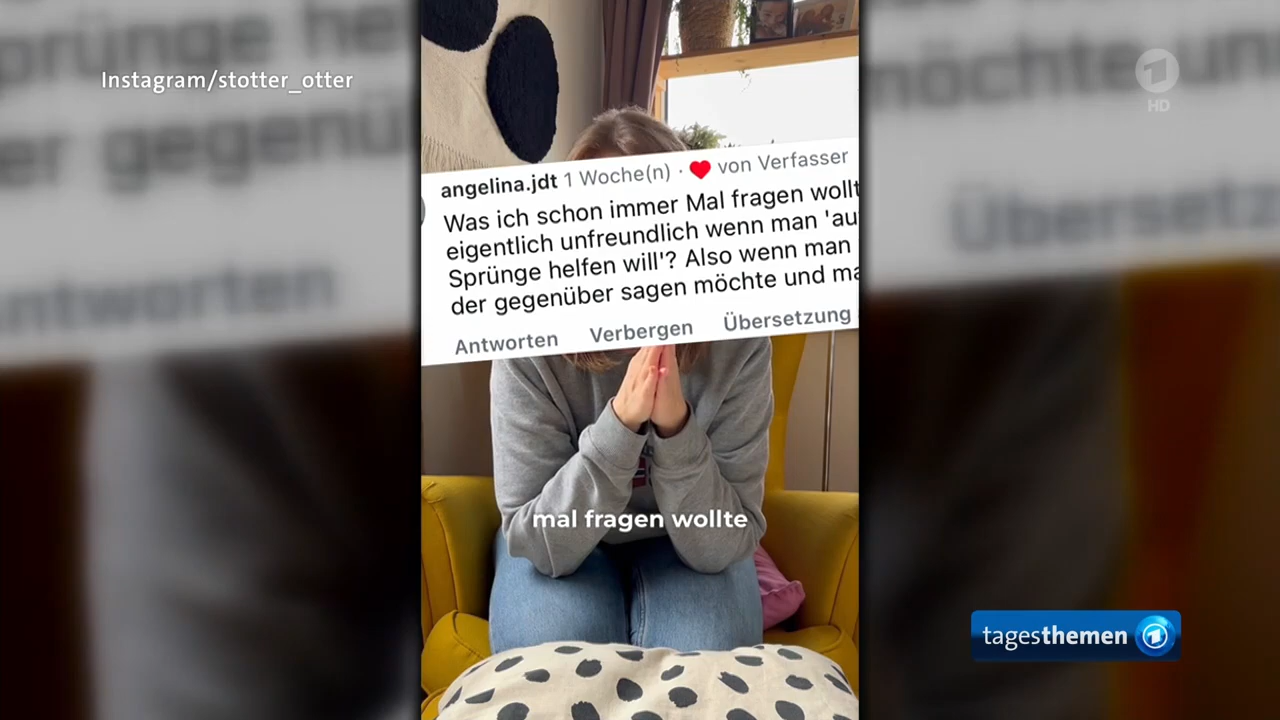 Instagram/stotter_otter
HD
angelina.jdt 1 Woche(n) · von Verfasser
Was ich schon immer Mal fragen wollt
eigentlich unfreundlich wenn man 'au
Sprünge helfen will'? Also wenn man
der gegenüber sagen möchte und ma
Antworten Verbergen Übersetzung
mal fragen wollte
tagesthemen